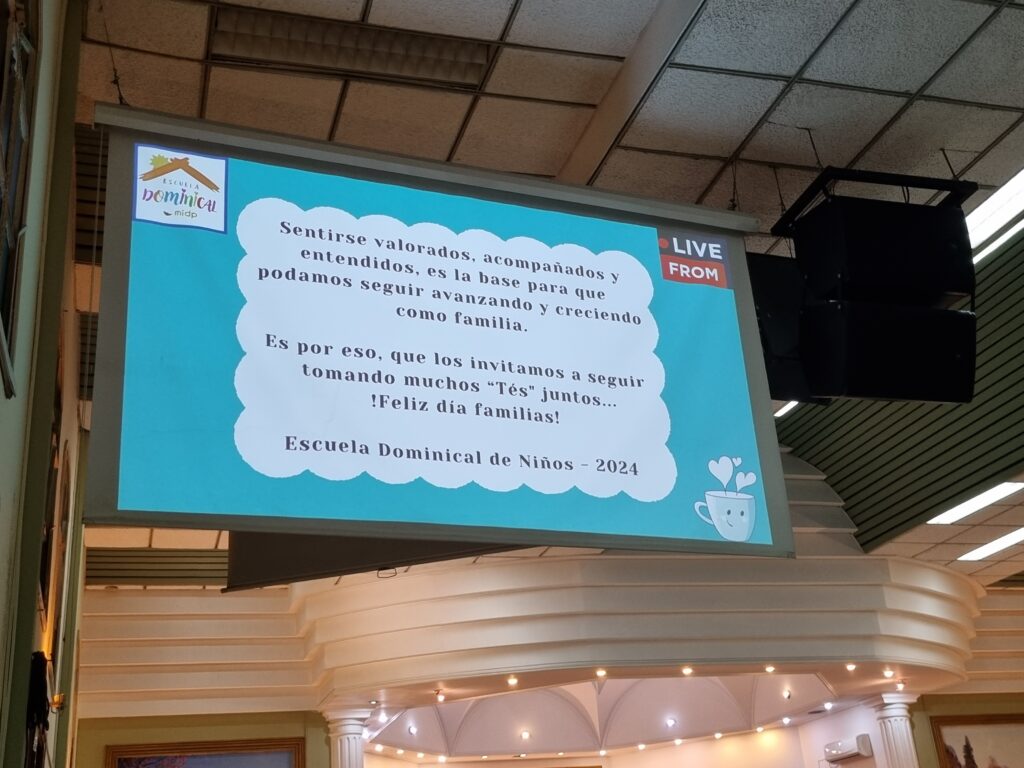 ESCUELA
DOMINICAL
midp
LIVE
FROM
Sentirse valorados, acompañados y
entendidos, es la base para que
podamos seguir avanzando y creciendo
como familia.
Es por eso, que los invitamos a seguir
tomando muchos “Tés" juntos...
!Feliz día familias!
Escuela Dominical de Niños - 2024